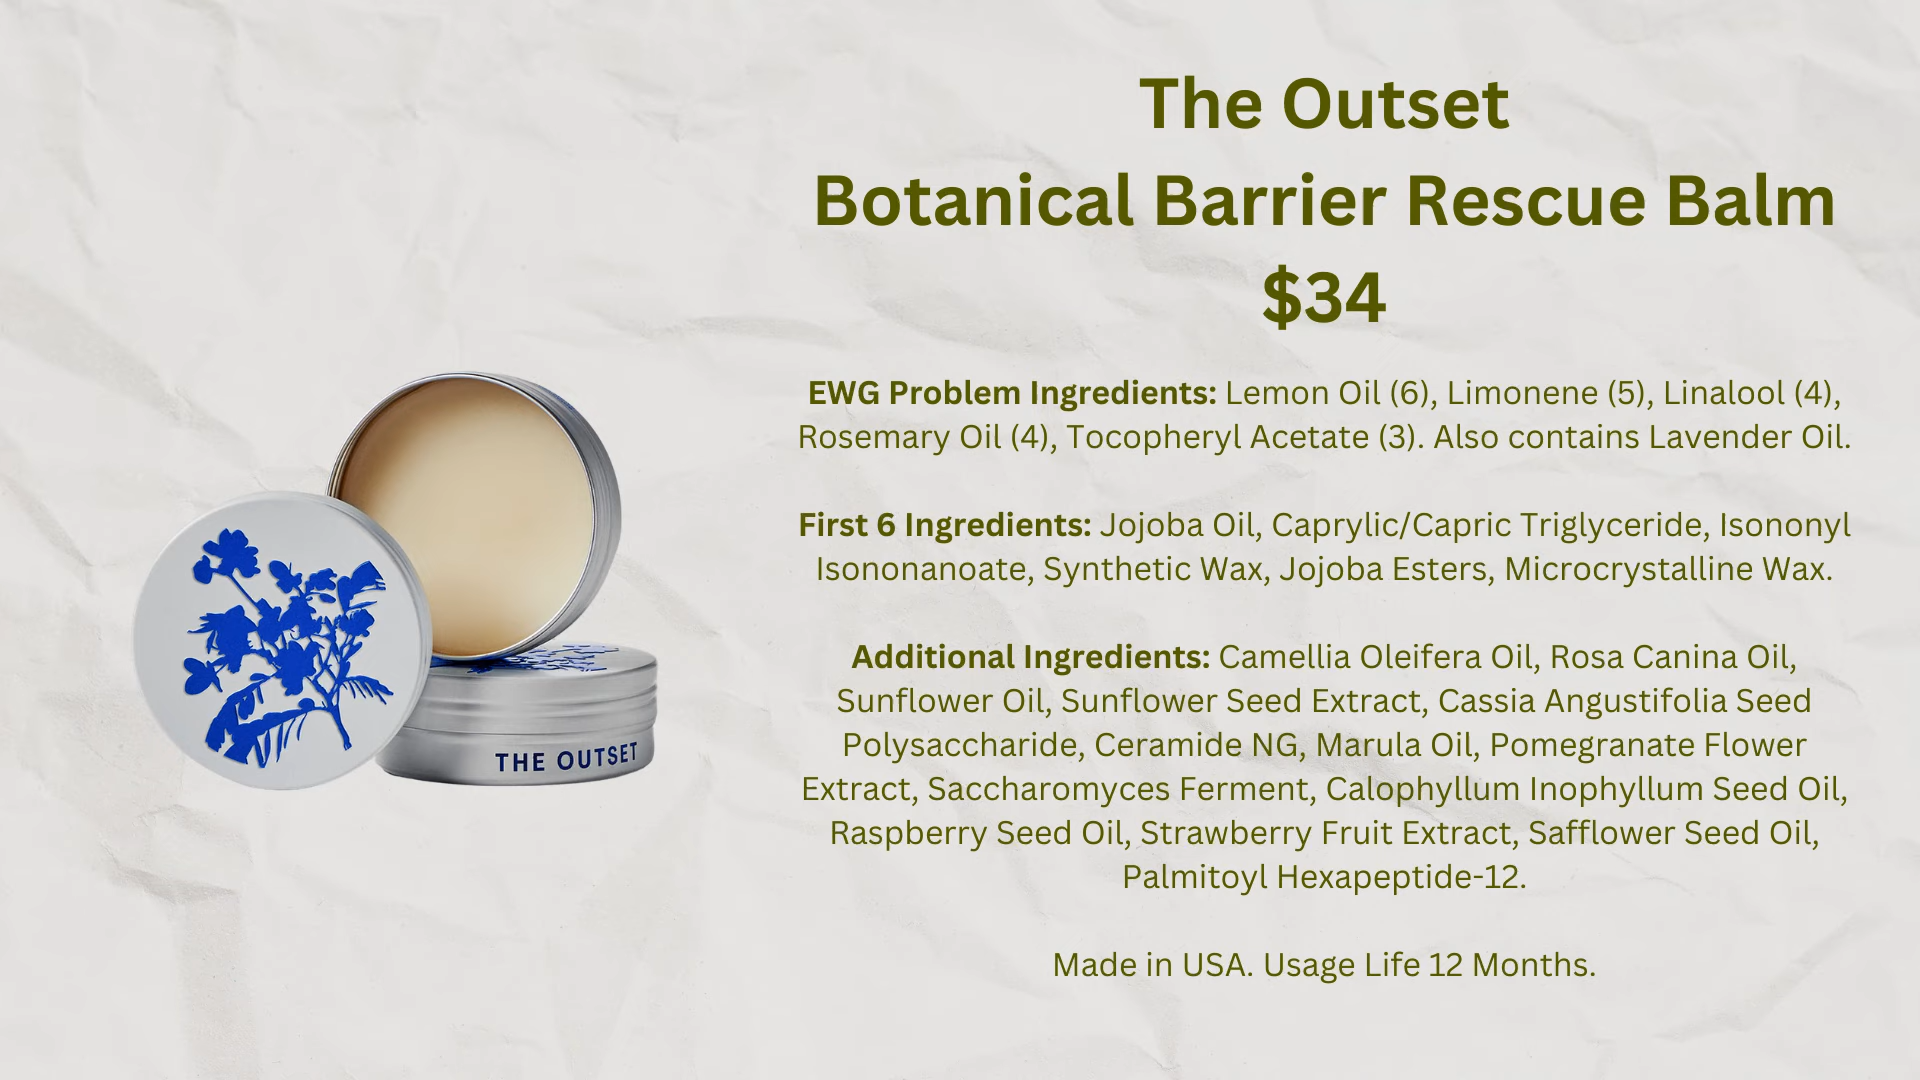 The Outset
Botanical Barrier Rescue Balm
$34
EWG Problem Ingredients: Lemon Oil (6), Limonene (5), Linalool (4),
Rosemary Oil (4), Tocopheryl Acetate (3). Also contains Lavender Oil.
First 6 Ingredients: Jojoba Oil, Caprylic/Capric Triglyceride, Isononyl
Isononanoate, Synthetic Wax, Jojoba Esters, Microcrystalline Wax.
Additional Ingredients: Camellia Oleifera Oil, Rosa Canina Oil,
Sunflower Oil, Sunflower Seed Extract, Cassia Angustifolia Seed
Polysaccharide, Ceramide NG, Marula Oil, Pomegranate Flower
Extract, Saccharomyces Ferment, Calophyllum Inophyllum Seed Oil,
Raspberry Seed Oil, Strawberry Fruit Extract, Safflower Seed Oil,
Palmitoyl Hexapeptide-12.
Made in USA. Usage Life 12 Months.
THE OUTSET